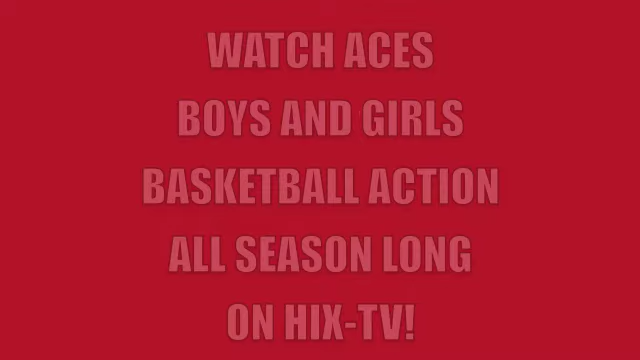 WATCH ACES
BOYS AND GIRLS
BASKETBALL ACTION
ALL SEASON LONG
ON HIX-TV!